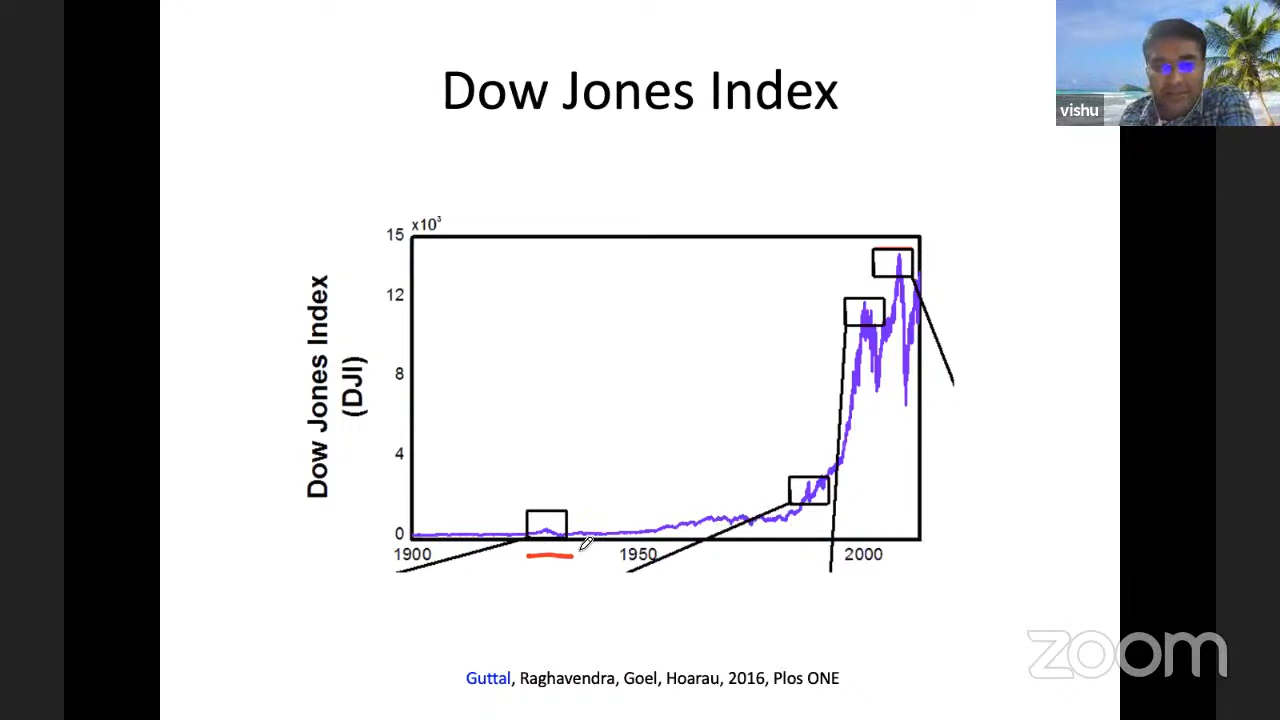 Dow Jones Index
vishu
x10³
15
12
8
4
0
Dow Jones Index
(DJI)
1900
1950
2000
zoom
Guttal, Raghavendra, Goel, Hoarau, 2016, Plos ONE